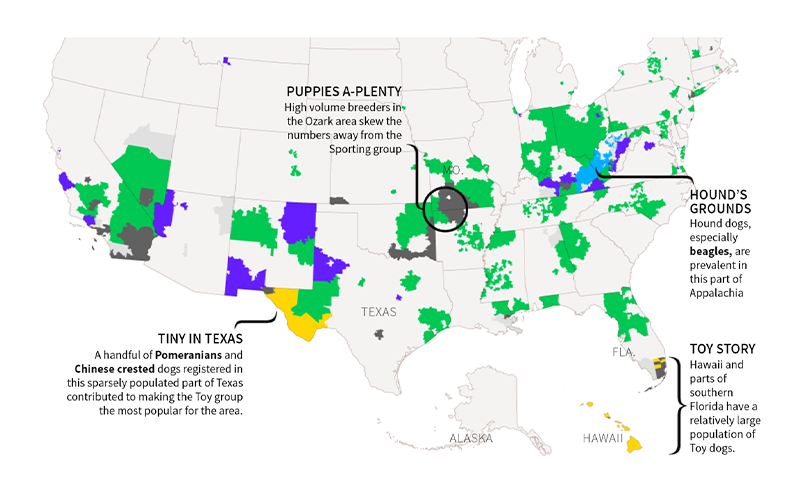 PUPPIES A-PLENTY
High volume breeders in
the Ozark area skew the
numbers away from the
Sporting group
MO.
HOUND'S
GROUNDS
Hound dogs,
especially
beagles, are
prevalent in
this part of
Appalachia
TEXAS
TINY IN TEXAS
A handful of Pomeranians and
Chinese crested dogs registered in
this sparsely populated part of Texas
contributed to making the Toy group
the most popular for the area.
FLA.
TOY STORY
Hawaii and
parts of
southern
Florida have a
relatively large
population of
Toy dogs.
ALASKA
HAWAII